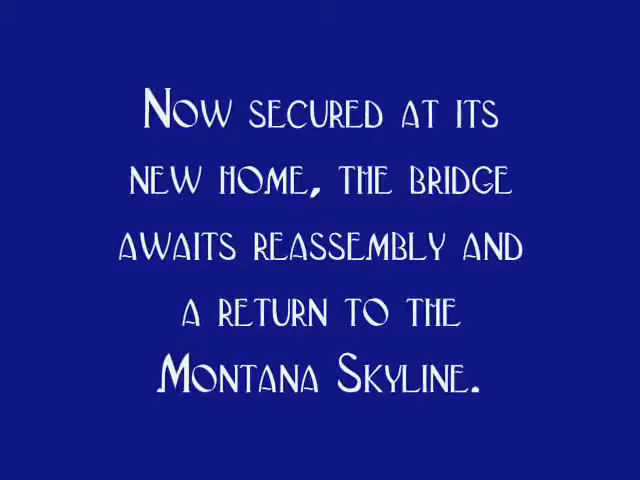 Now secured at its
new home, the bridge
awaits reassembly and
a return to the
Montana Skyline.